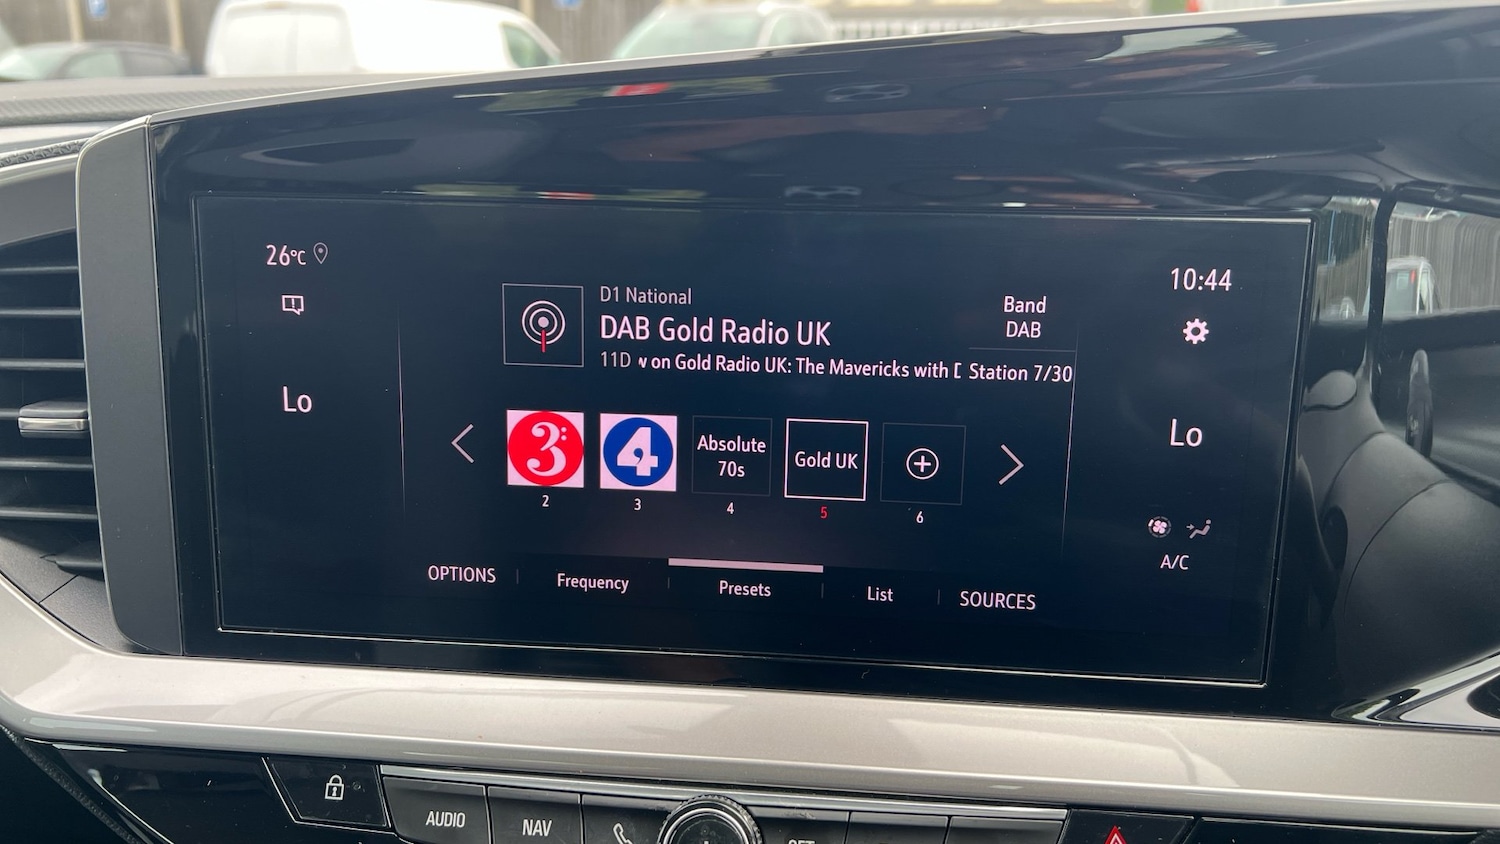 26°C
10:44
D1 National
DAB Gold Radio UK
11D on Gold Radio UK: The Mavericks with
Station 7/30
Band
DAB
Lo
Lo
3
4
Absolute
70s
Gold UK
2
3
4
5
6
A/C
OPTIONS
Frequency
Presets
List
SOURCES
AUDIO
NAV